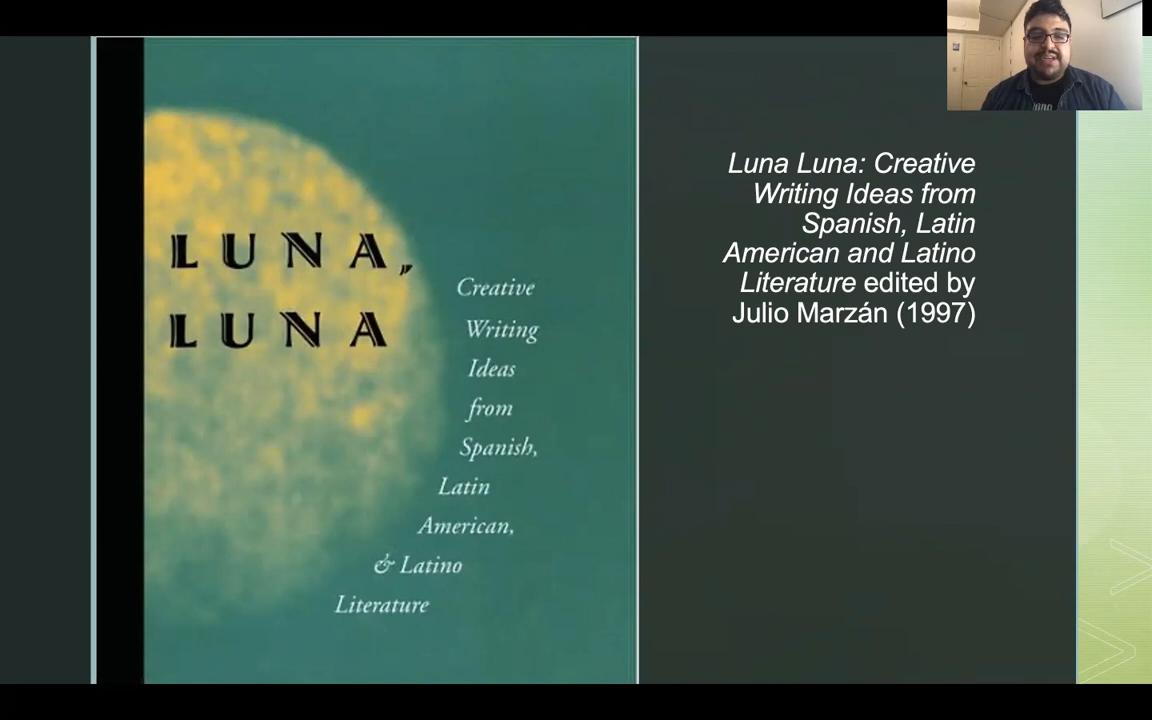 LUNA,
LUNA
Creative
Writing
Ideas
from
Spanish,
Latin
American,
& Latino
Literature
Luna Luna: Creative
Writing Ideas from
Spanish, Latin
American and Latino
Literature edited by
Julio Marzán (1997)